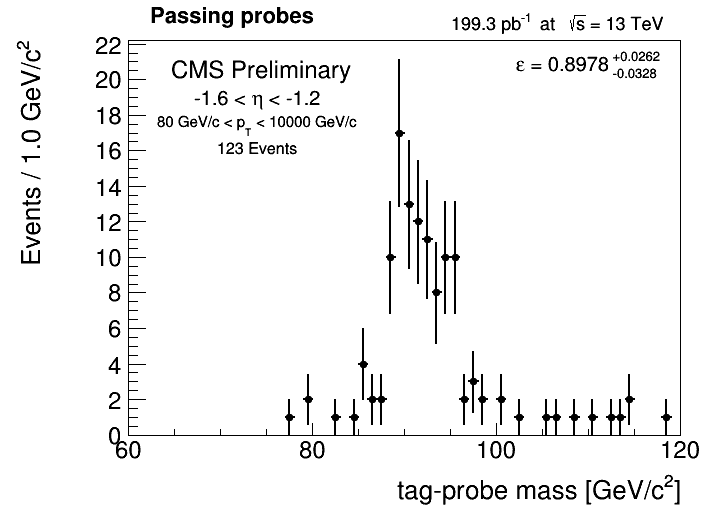 Passing probes
199.3 pb⁻¹ at √s = 13 TeV
CMS Preliminary
-1.6 < η < -1.2
80 GeV/c < p_T < 10000 GeV/c
123 Events
ε = 0.8978 +0.0262 -0.0328
Events / 1.0 GeV/c²
22
20
18
16
14
12
10
8
6
4
2
0
60 80 100 120
tag-probe mass [GeV/c²]